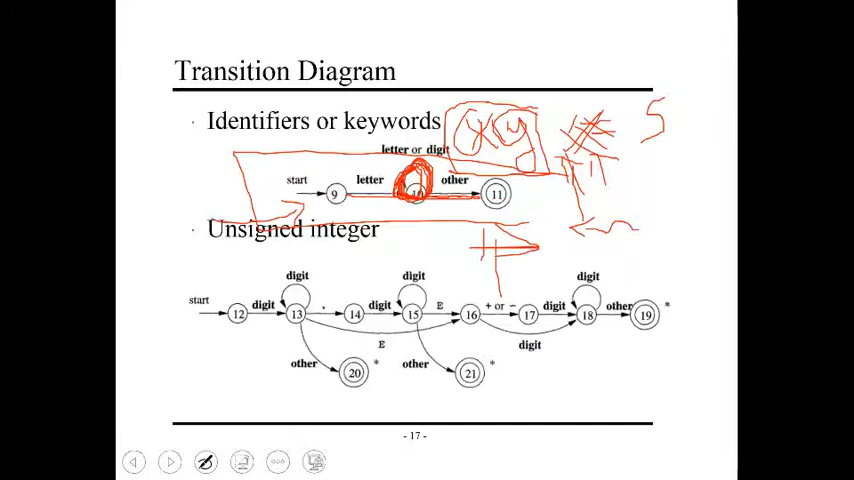 Transition Diagram
· Identifiers or keywords
letter or digit
start 9 letter 10 other 11
· Unsigned integer
digit digit digit
start 12 digit 13 . 14 digit 15 E 16 + or - 17 digit 18 other 19 *
E digit
other 20 * other 21 *
- 17 -